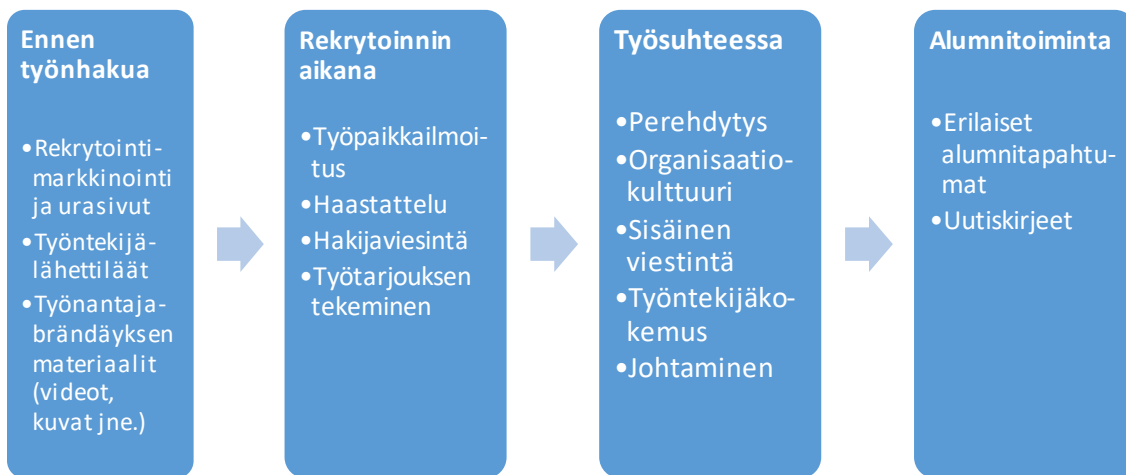 Ennen
työnhakua
•Rekrytointi-
markkinointi
ja urasivut
•Työntekijä-
lähettiläät
•Työnantaja-
brändäyksen
materiaalit
(videot,
kuvat jne.)
Rekrytoinnin
aikana
•Työpaikkailmoi-
tus
•Haastattelu
•Hakijaviesintä
•Työtarjouksen
tekeminen
Työsuhteessa
•Perehdytys
•Organisaatio-
kulttuuri
•Sisäinen
viestintä
•Työntekijäko-
kemus
•Johtaminen
Alumnitoiminta
•Erilaiset
alumnitapahtu-
mat
•Uutiskirjeet